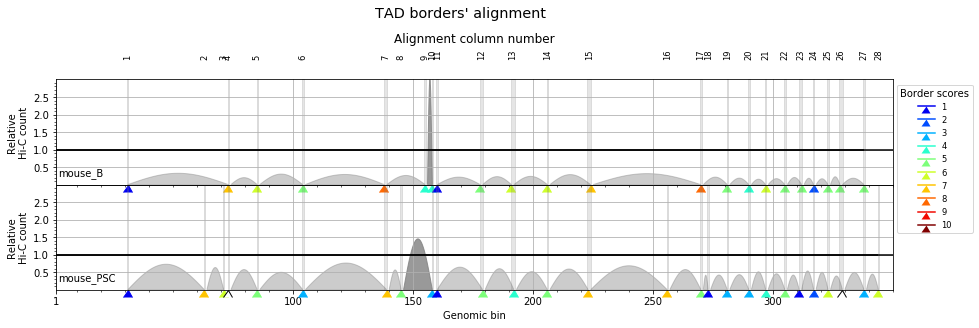 TAD borders' alignment
Alignment column number
1 2 3 4 5 6 7 8 9 10 11 12 13 14 15 16 17 18 19 20 21 22 23 24 25 26 27 28
Relative
Hi-C count
2.5
2.0
1.5
1.0
0.5
mouse_B
Relative
Hi-C count
2.5
2.0
1.5
1.0
0.5
mouse_PSC
1 100 150 200 250 300
Genomic bin
Border scores
1
2
3
4
5
6
7
8
9
10